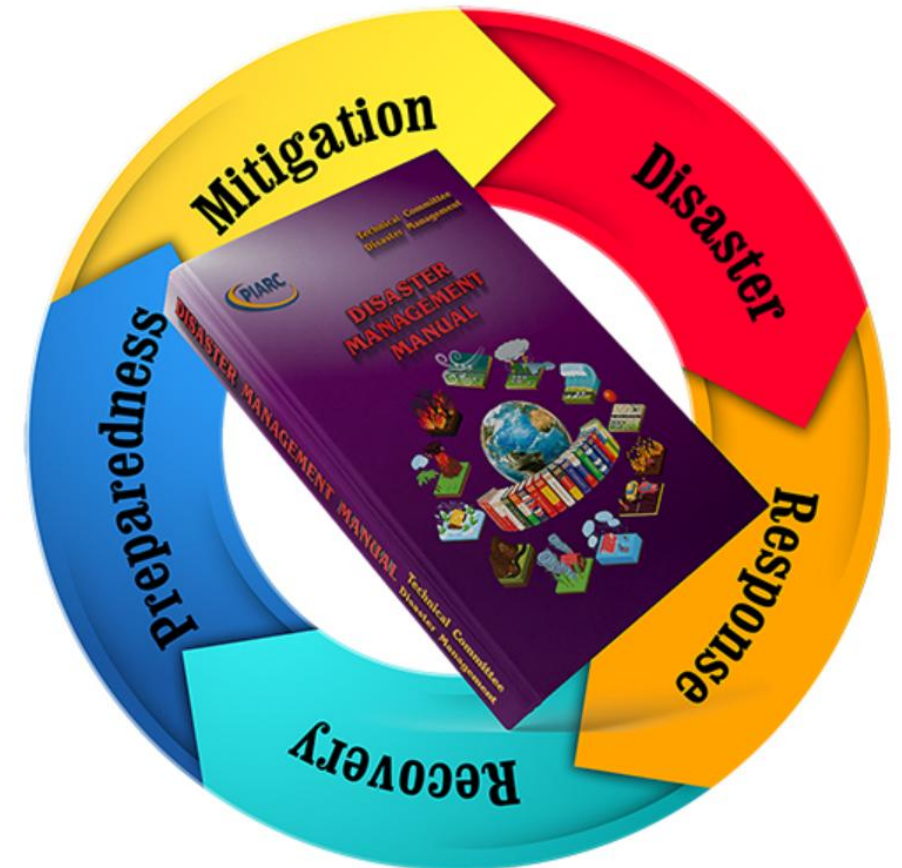 Mitigation
Disaster
Response
Recovery
Preparedness
Technical Committee
Disaster Management
PIARC
DISASTER
MANAGEMENT
MANUAL
DISASTER MANAGEMENT MANUAL
Technical Committee
Disaster Management